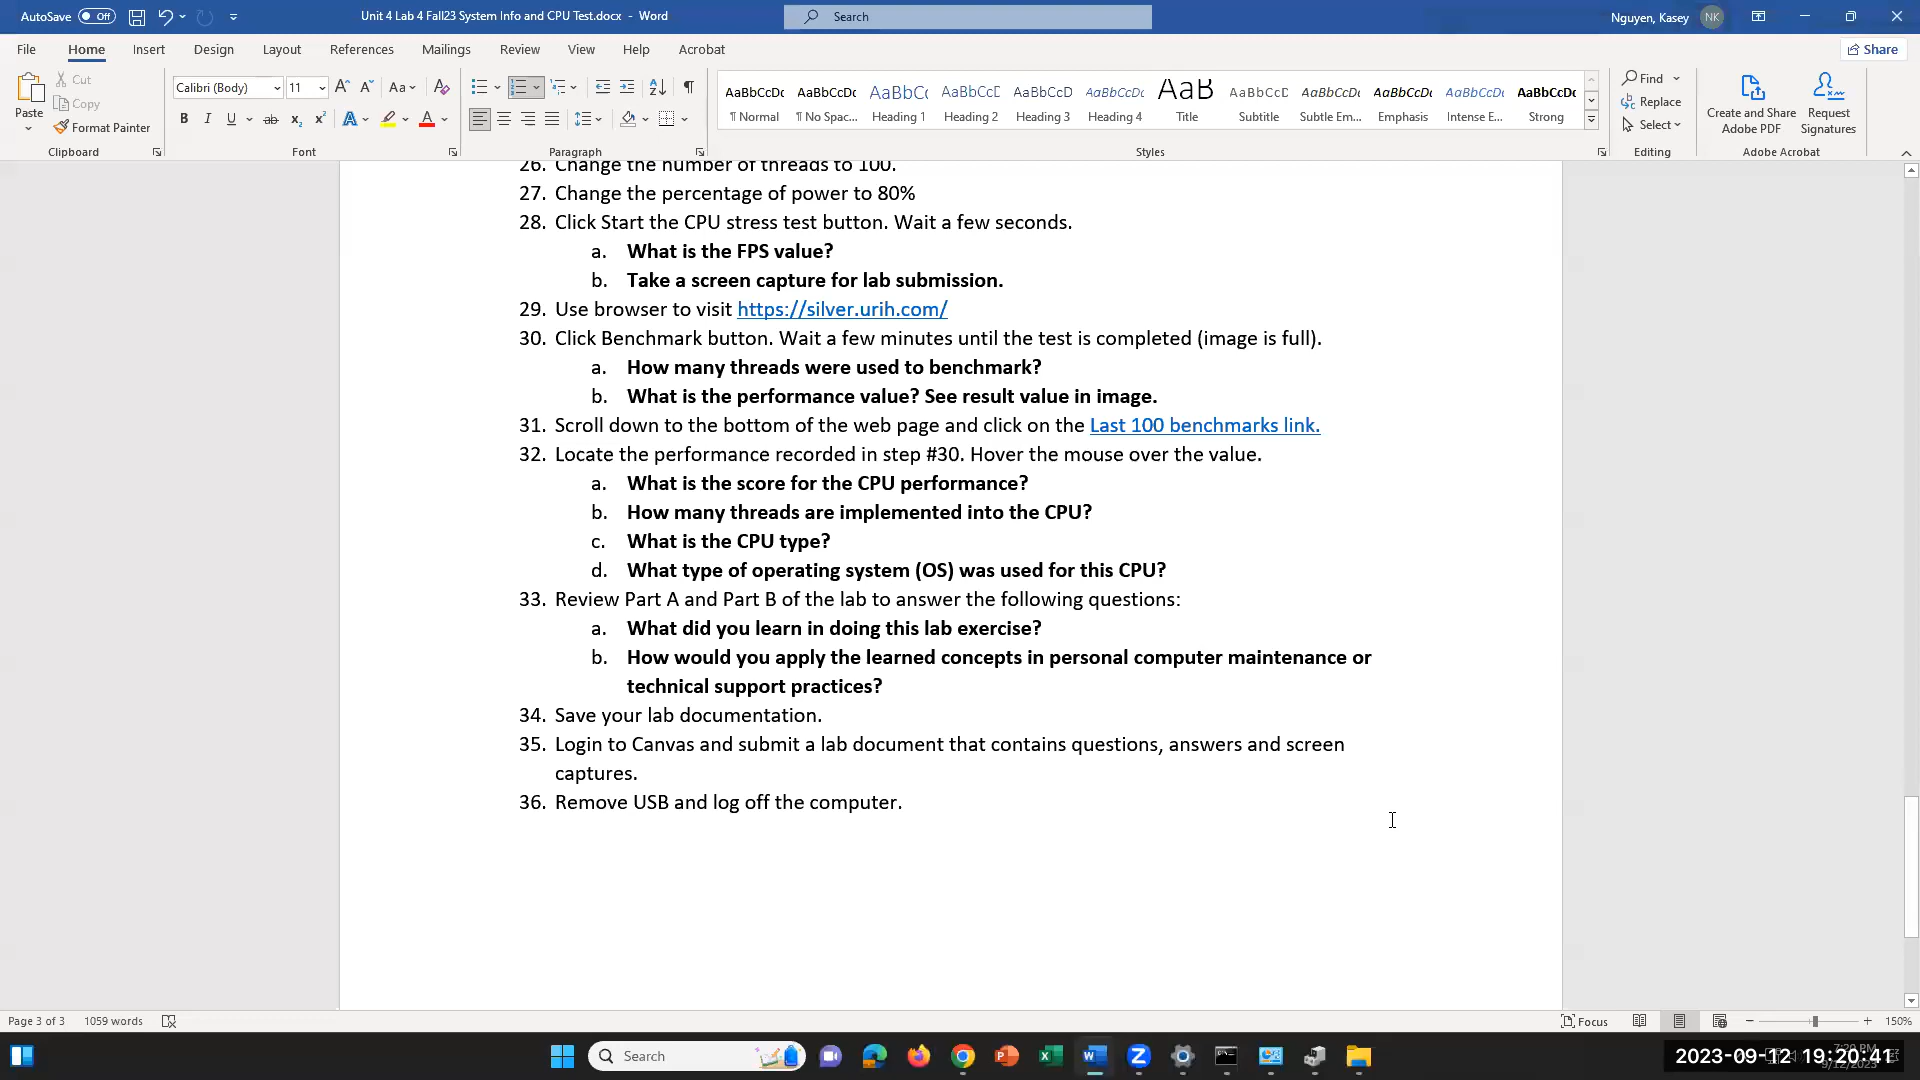 AutoSave Off Unit 4 Lab 4 Fall23 System Info and CPU Test.docx - Word Search Nguyen, Kasey NK
File Home Insert Design Layout References Mailings Review View Help Acrobat Share
Paste Cut Copy Format Painter Clipboard
Calibri (Body) 11 Font
Paragraph
AaBbCcDc AaBbCcDc AaBbC AaBbCcD AaBbCcD AaBbCcDc AaB AaBbCcD AaBbCcDc AaBbCcDc AaBbCcDc AaBbCcDc
¶ Normal ¶ No Spac... Heading 1 Heading 2 Heading 3 Heading 4 Title Subtitle Subtle Em... Emphasis Intense E... Strong
Styles
Find Replace Select Editing
Create and Share Adobe PDF Request Signatures Adobe Acrobat
26. Change the number of threads to 100.
27. Change the percentage of power to 80%
28. Click Start the CPU stress test button. Wait a few seconds.
a. What is the FPS value?
b. Take a screen capture for lab submission.
29. Use browser to visit https://silver.urih.com/
30. Click Benchmark button. Wait a few minutes until the test is completed (image is full).
a. How many threads were used to benchmark?
b. What is the performance value? See result value in image.
31. Scroll down to the bottom of the web page and click on the Last 100 benchmarks link.
32. Locate the performance recorded in step #30. Hover the mouse over the value.
a. What is the score for the CPU performance?
b. How many threads are implemented into the CPU?
c. What is the CPU type?
d. What type of operating system (OS) was used for this CPU?
33. Review Part A and Part B of the lab to answer the following questions:
a. What did you learn in doing this lab exercise?
b. How would you apply the learned concepts in personal computer maintenance or
technical support practices?
34. Save your lab documentation.
35. Login to Canvas and submit a lab document that contains questions, answers and screen
captures.
36. Remove USB and log off the computer.
Page 3 of 3 1059 words Focus 150%
Search
2023-09-12 19:20:41